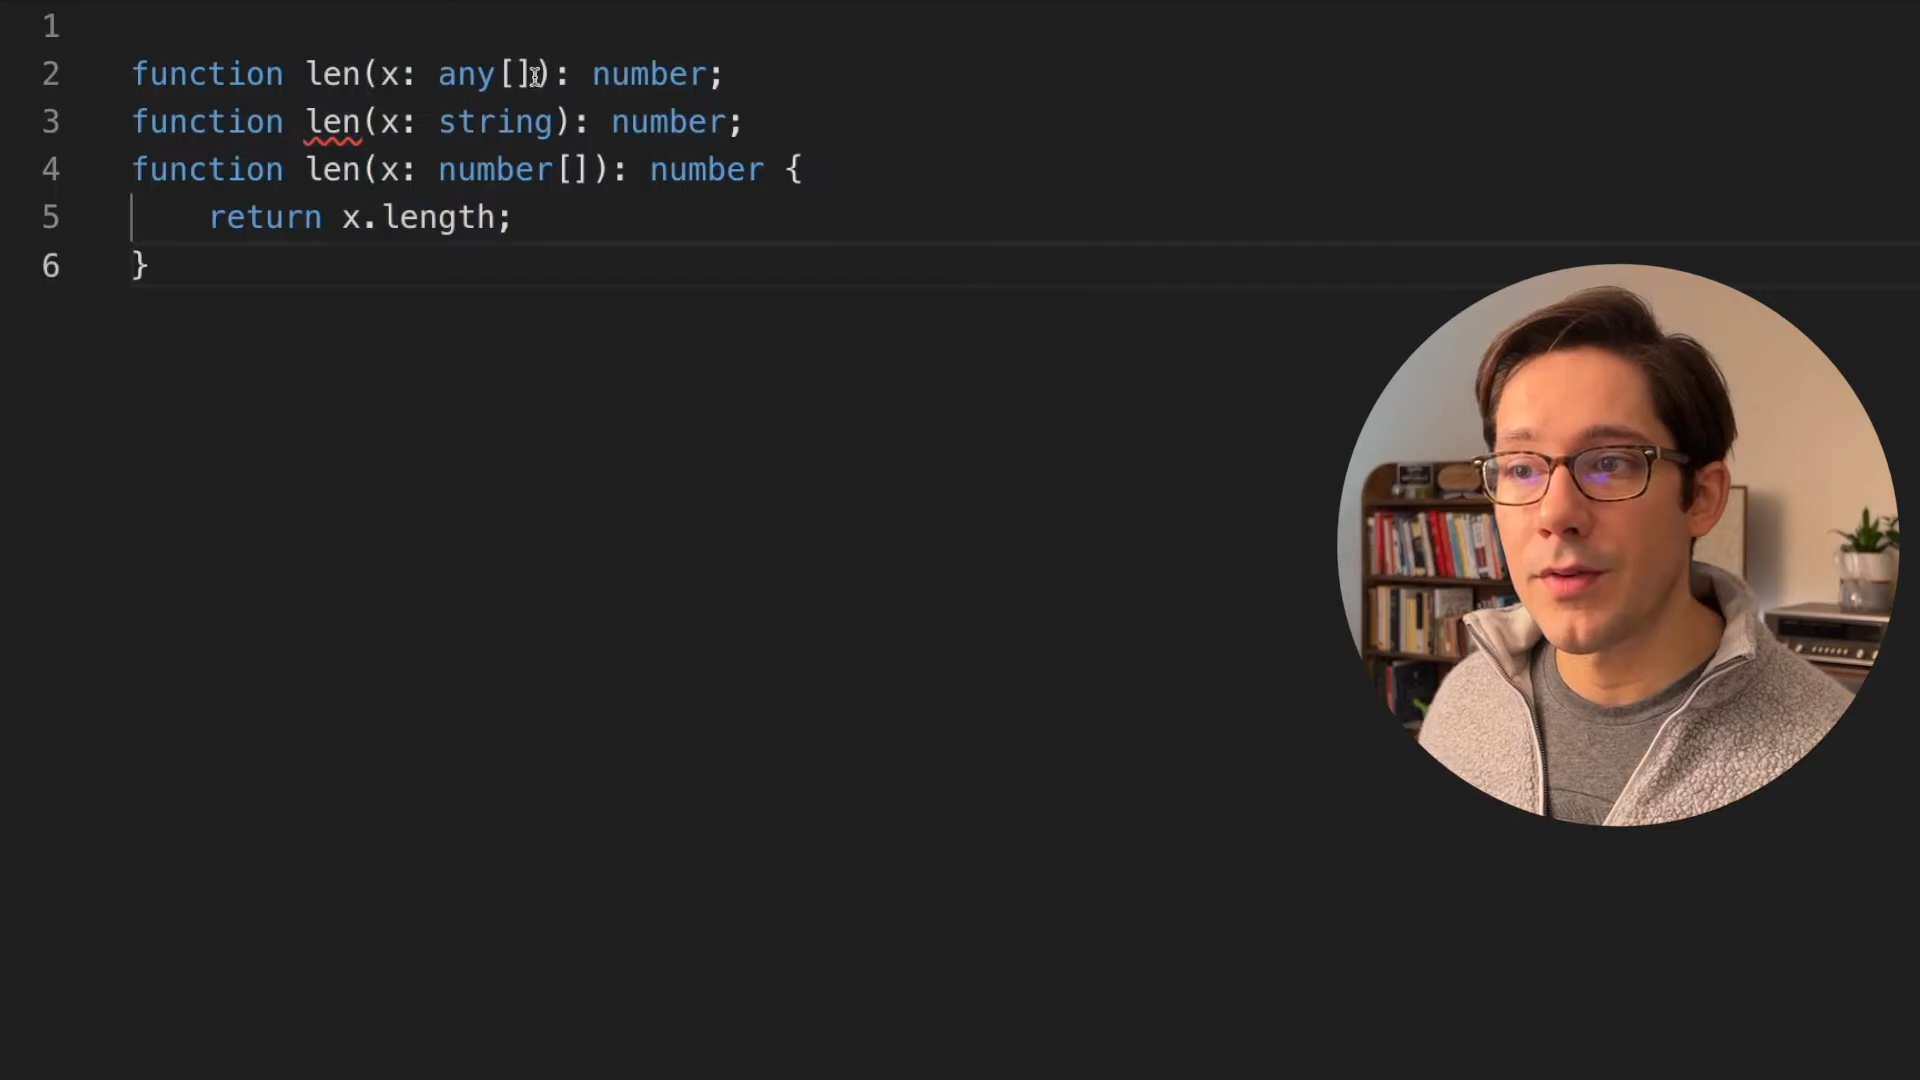 1
2 function len(x: any[]): number;
3 function len(x: string): number;
4 function len(x: number[]): number {
5 return x.length;
6 }